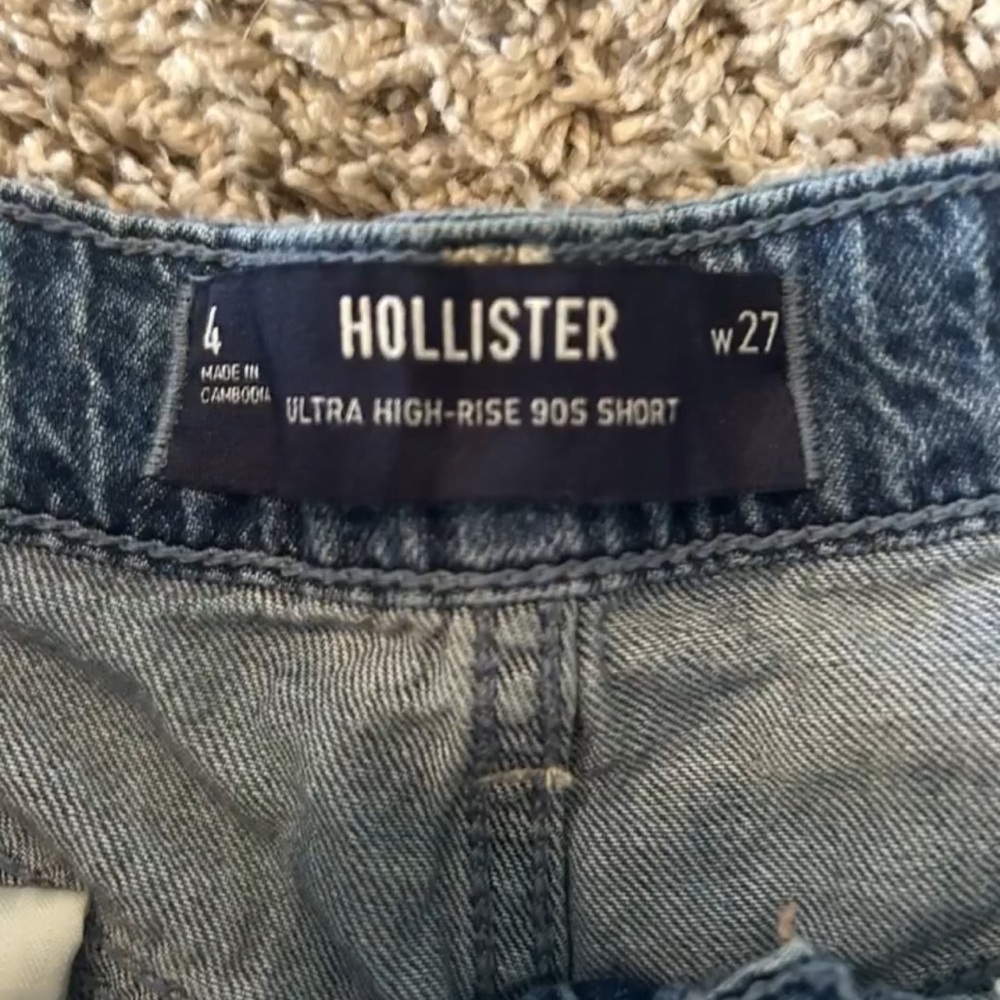 4 HOLLISTER w27
MADE IN
CAMBODIA
ULTRA HIGH-RISE 90S SHORT